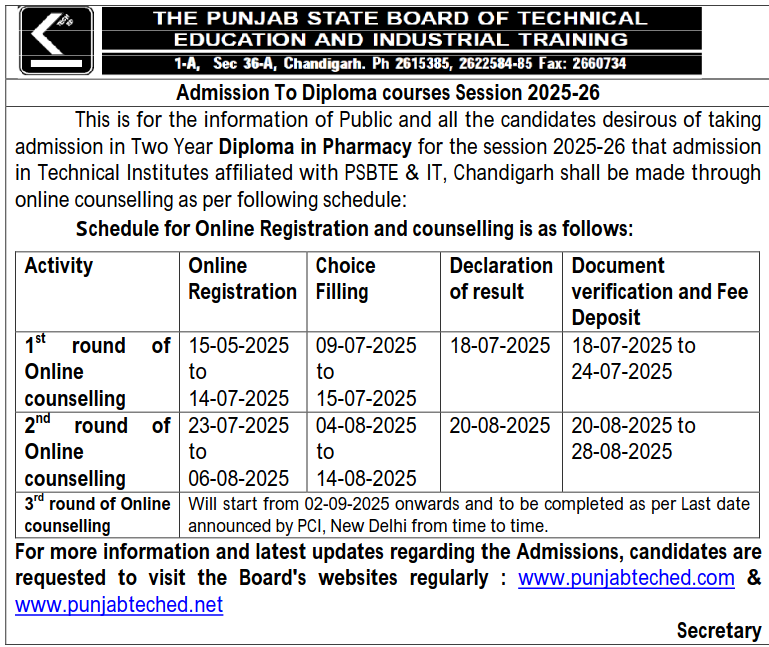 THE PUNJAB STATE BOARD OF TECHNICAL
EDUCATION AND INDUSTRIAL TRAINING
1-A, Sec 36-A, Chandigarh. Ph 2615385, 2622584-85 Fax: 2660734
Admission To Diploma courses Session 2025-26
This is for the information of Public and all the candidates desirous of taking
admission in Two Year Diploma in Pharmacy for the session 2025-26 that admission
in Technical Institutes affiliated with PSBTE & IT, Chandigarh shall be made through
online counselling as per following schedule:
Schedule for Online Registration and counselling is as follows:
Activity
Online
Registration
Choice
Filling
Declaration
of result
Document
verification and Fee
Deposit
1st round of
Online
counselling
15-05-2025
to
14-07-2025
09-07-2025
to
15-07-2025
18-07-2025
18-07-2025 to
24-07-2025
2nd round of
Online
counselling
23-07-2025
to
06-08-2025
04-08-2025
to
14-08-2025
20-08-2025
20-08-2025 to
28-08-2025
3rd round of Online
counselling
Will start from 02-09-2025 onwards and to be completed as per Last date
announced by PCI, New Delhi from time to time.
For more information and latest updates regarding the Admissions, candidates are
requested to visit the Board's websites regularly : www.punjabteched.com &
www.punjabteched.net
Secretary